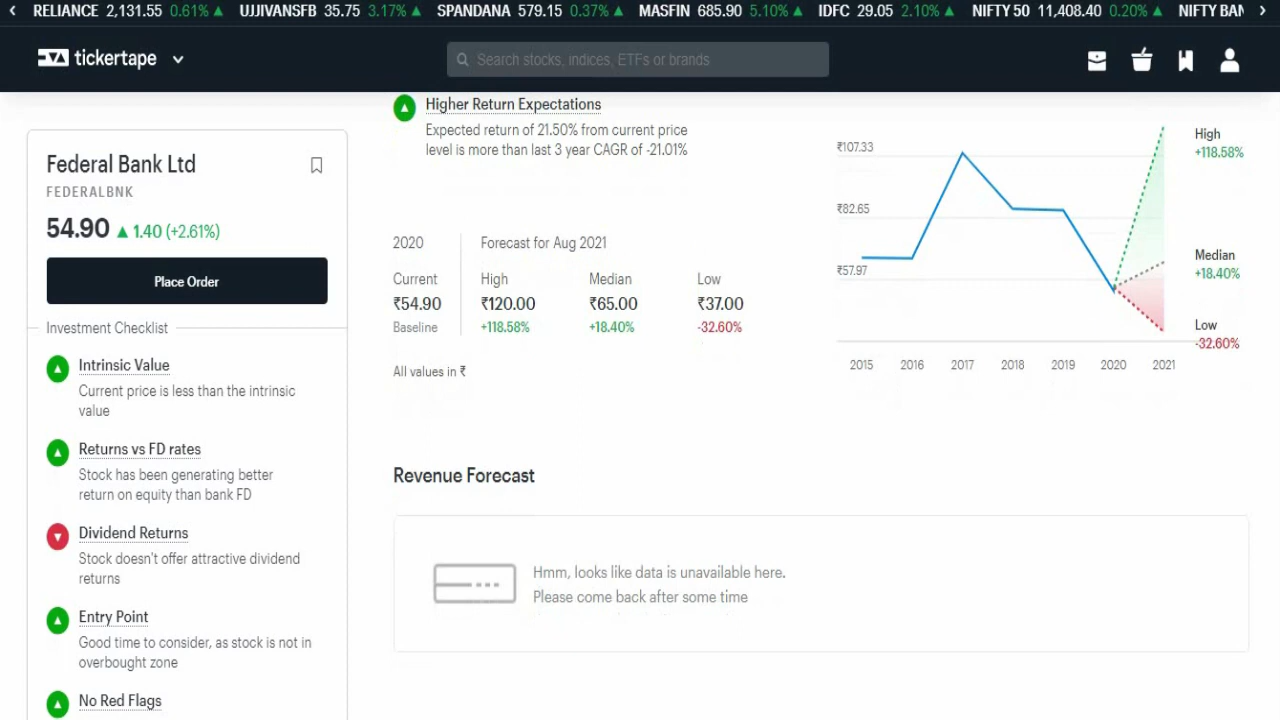 RELIANCE 2,131.55 0.61% UJJIVANSFB 35.75 3.17% SPANDANA 579.15 0.37% MASFIN 685.90 5.10% IDFC 29.05 2.10% NIFTY 50 11,408.40 0.20% NIFTY BAN
tickertape
Search stocks, indices, ETFs or brands
Federal Bank Ltd
FEDERALBNK
54.90 1.40 (+2.61%)
Place Order
Investment Checklist
Intrinsic Value
Current price is less than the intrinsic
value
Returns vs FD rates
Stock has been generating better
return on equity than bank FD
Dividend Returns
Stock doesn't offer attractive dividend
returns
Entry Point
Good time to consider, as stock is not in
overbought zone
No Red Flags
Higher Return Expectations
Expected return of 21.50% from current price
level is more than last 3 year CAGR of -21.01%
2020 Forecast for Aug 2021
Current High Median Low
₹54.90 ₹120.00 ₹65.00 ₹37.00
Baseline +118.58% +18.40% -32.60%
All values in ₹
₹107.33
₹82.65
₹57.97
High
+118.58%
Median
+18.40%
Low
-32.60%
2015 2016 2017 2018 2019 2020 2021
Revenue Forecast
Hmm, looks like data is unavailable here.
Please come back after some time